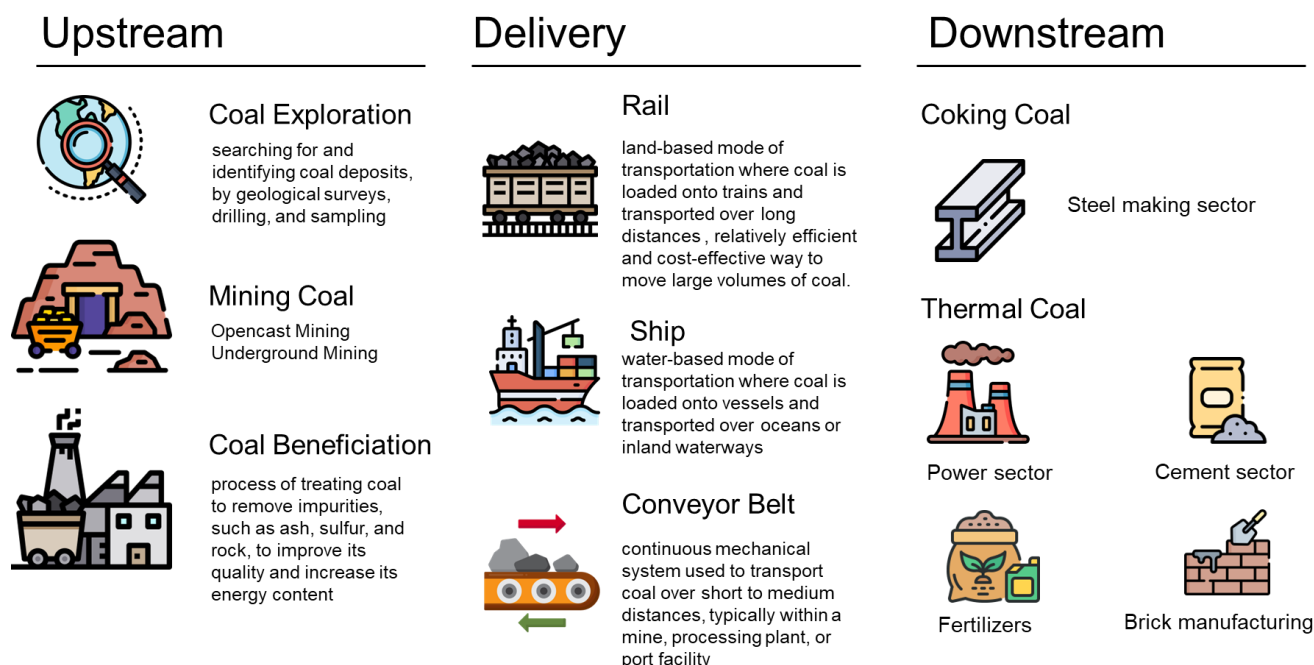 Upstream
Coal Exploration
searching for and
identifying coal deposits,
by geological surveys,
drilling, and sampling
Mining Coal
Opencast Mining
Underground Mining
Coal Beneficiation
process of treating coal
to remove impurities,
such as ash, sulfur, and
rock, to improve its
quality and increase its
energy content
Delivery
Rail
land-based mode of
transportation where coal is
loaded onto trains and
transported over long
distances , relatively efficient
and cost-effective way to
move large volumes of coal.
Ship
water-based mode of
transportation where coal is
loaded onto vessels and
transported over oceans or
inland waterways
Conveyor Belt
continuous mechanical
system used to transport
coal over short to medium
distances, typically within a
mine, processing plant, or
port facility
Downstream
Coking Coal
Steel making sector
Thermal Coal
Power sector
Cement sector
Fertilizers
Brick manufacturing